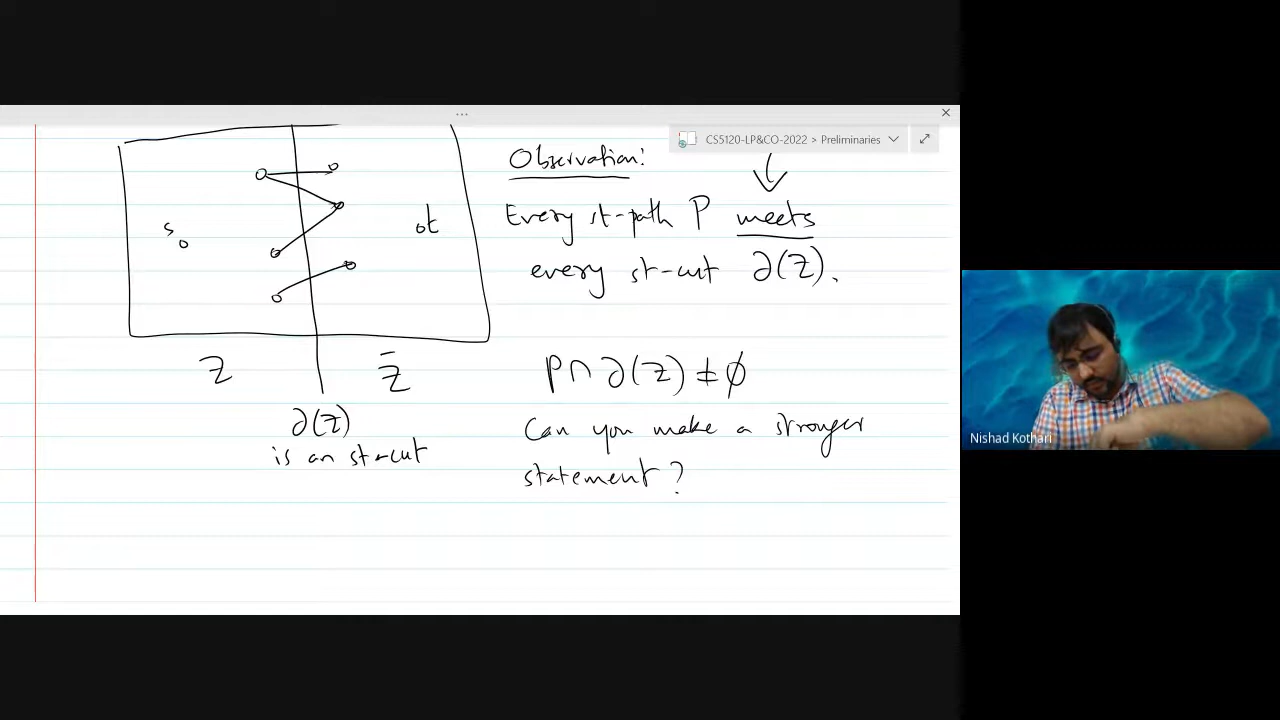 CS5120-LP&CO-2022 > Preliminaries
Observation:
Every st-path P meets
every st-cut ∂(Z).
s
t
Z
Z̄
∂(Z)
is an st-cut
P ∩ ∂(Z) ≠ ∅
Can you make a stronger
statement?
Nishad Kothari